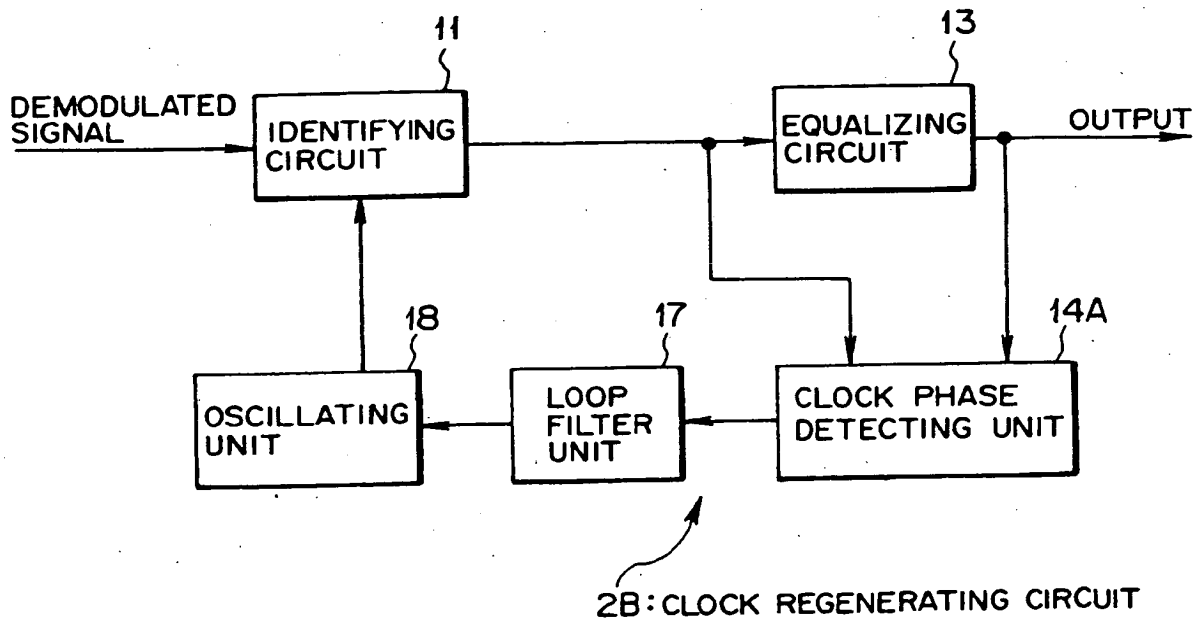 11
13
DEMODULATED
SIGNAL
IDENTIFYING
CIRCUIT
EQUALIZING
CIRCUIT
OUTPUT
18
17
14A
OSCILLATING
UNIT
LOOP
FILTER
UNIT
CLOCK PHASE
DETECTING UNIT
2B: CLOCK REGENERATING CIRCUIT